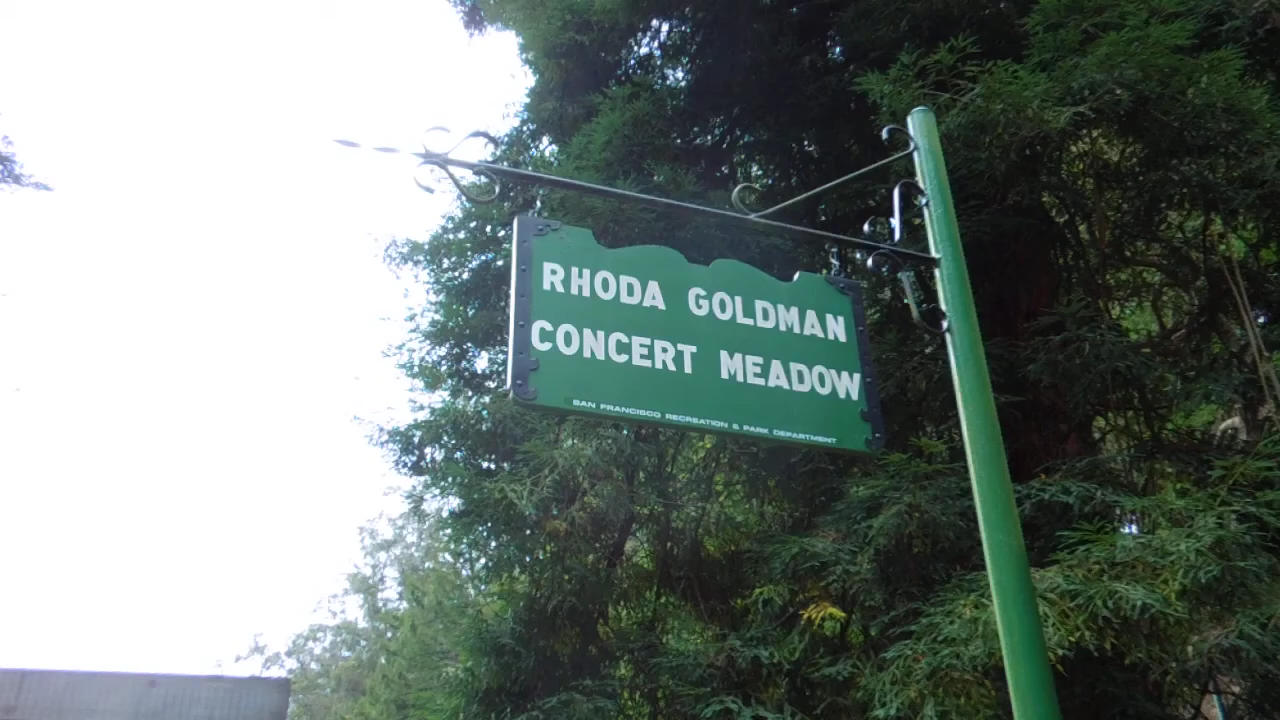 RHODA GOLDMAN
CONCERT MEADOW
SAN FRANCISCO RECREATION & PARK DEPARTMENT